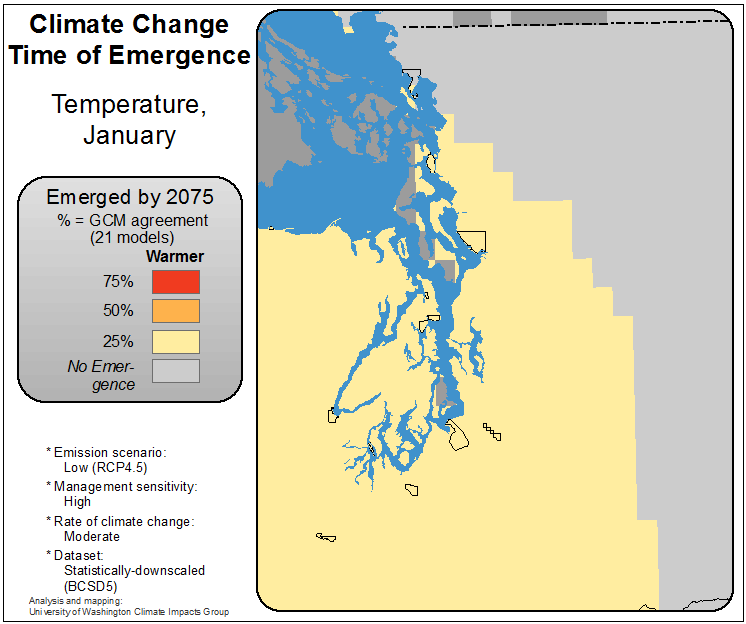 Climate Change
Time of Emergence
Temperature,
January
Emerged by 2075
% = GCM agreement
(21 models)
Warmer
75%
50%
25%
No Emer-
gence
* Emission scenario:
Low (RCP4.5)
* Management sensitivity:
High
* Rate of climate change:
Moderate
* Dataset:
Statistically-downscaled
(BCSD5)
Analysis and mapping:
University of Washington Climate Impacts Group